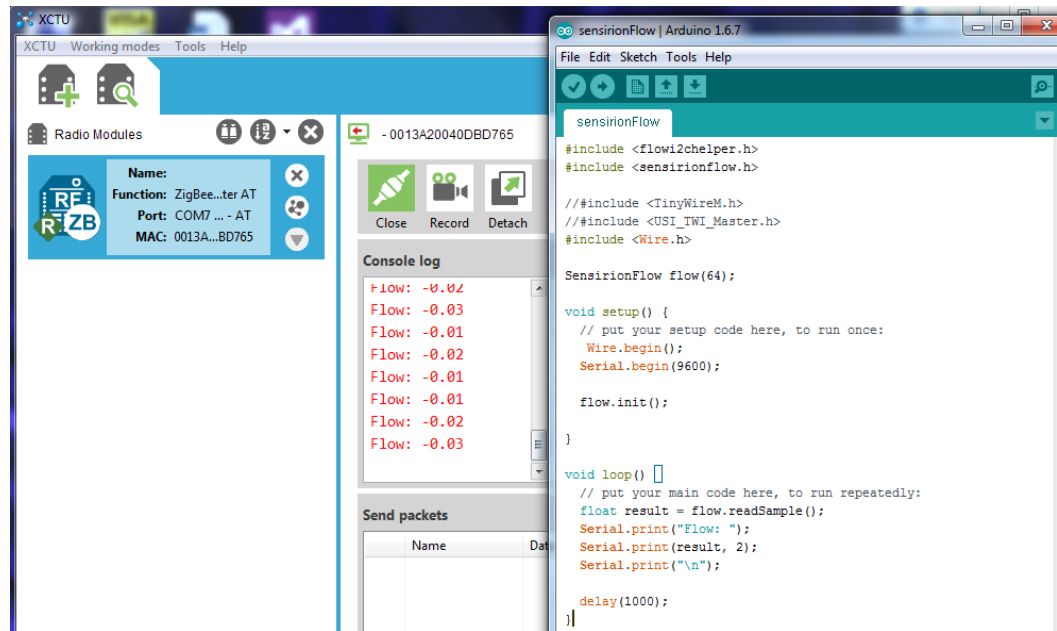 XCTU
XCTU Working modes Tools Help
Radio Modules
Name:
Function: ZigBee...ter AT
Port: COM7 ... - AT
MAC: 0013A...BD765
RF
R ZB
- 0013A20040DBD765
Close Record Detach
Console log
Flow: -0.02
Flow: -0.03
Flow: -0.01
Flow: -0.02
Flow: -0.01
Flow: -0.01
Flow: -0.02
Flow: -0.03
Send packets
Name Dat
sensirionFlow | Arduino 1.6.7
File Edit Sketch Tools Help
sensirionFlow
#include <flowi2chelper.h>
#include <sensirionflow.h>
//#include <TinyWireM.h>
//#include <USI_TWI_Master.h>
#include <Wire.h>
SensirionFlow flow(64);
void setup() {
// put your setup code here, to run once:
Wire.begin();
Serial.begin(9600);
flow.init();
}
void loop() {
// put your main code here, to run repeatedly:
float result = flow.readSample();
Serial.print("Flow: ");
Serial.print(result, 2);
Serial.print("\n");
delay(1000);
}